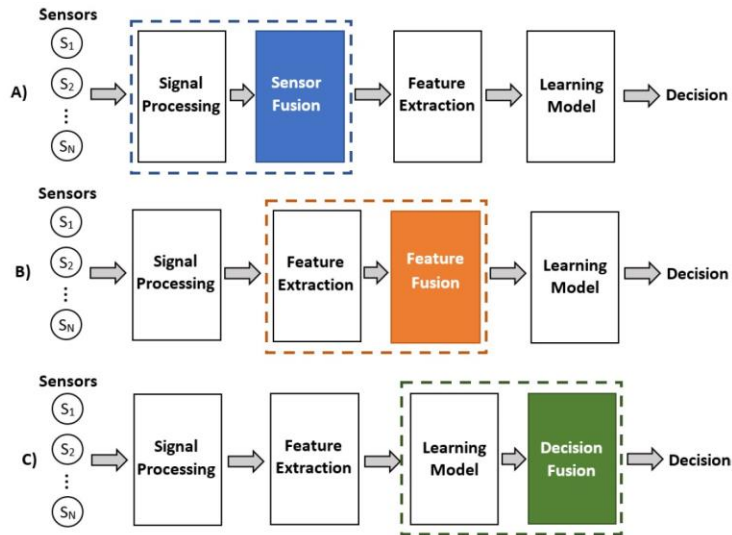 Sensors
S1
S2
⋮
SN
A)
Signal
Processing
Sensor
Fusion
Feature
Extraction
Learning
Model
Decision
Sensors
S1
S2
⋮
SN
B)
Signal
Processing
Feature
Extraction
Feature
Fusion
Learning
Model
Decision
Sensors
S1
S2
⋮
SN
C)
Signal
Processing
Feature
Extraction
Learning
Model
Decision
Fusion
Decision